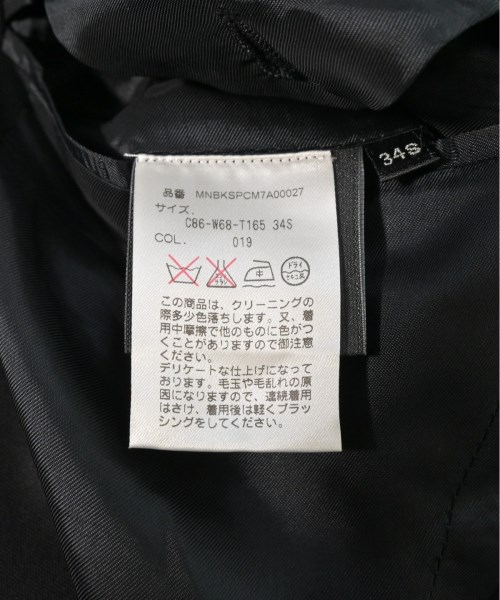 34S
品番 MNBKSPCM7A00027
サイズ.
C86-W68-T165 34S
COL. 019
中
ドライ
この商品は、クリーニングの
際多少色落ちします。又、着
用中摩擦で他のものに色がつ
くことがありますので御注意
ください。
デリケートな仕上げになって
おります。毛玉や毛乱れの原
因になりますので、連続着用
はさけ、着用後は軽くブラッ
シングをしてください。